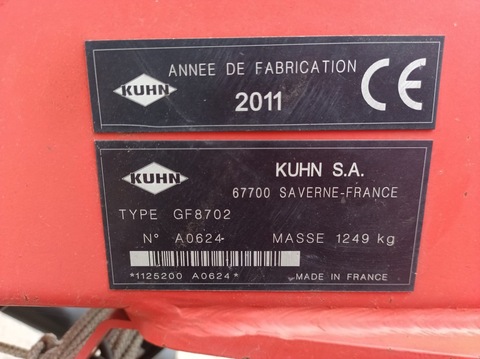 KUHN
ANNEE DE FABRICATION
2011
CE
KUHN
KUHN S.A.
67700 SAVERNE-FRANCE
TYPE GF8702
N° A0624 MASSE 1249 kg
*1125200 A0624*
MADE IN FRANCE